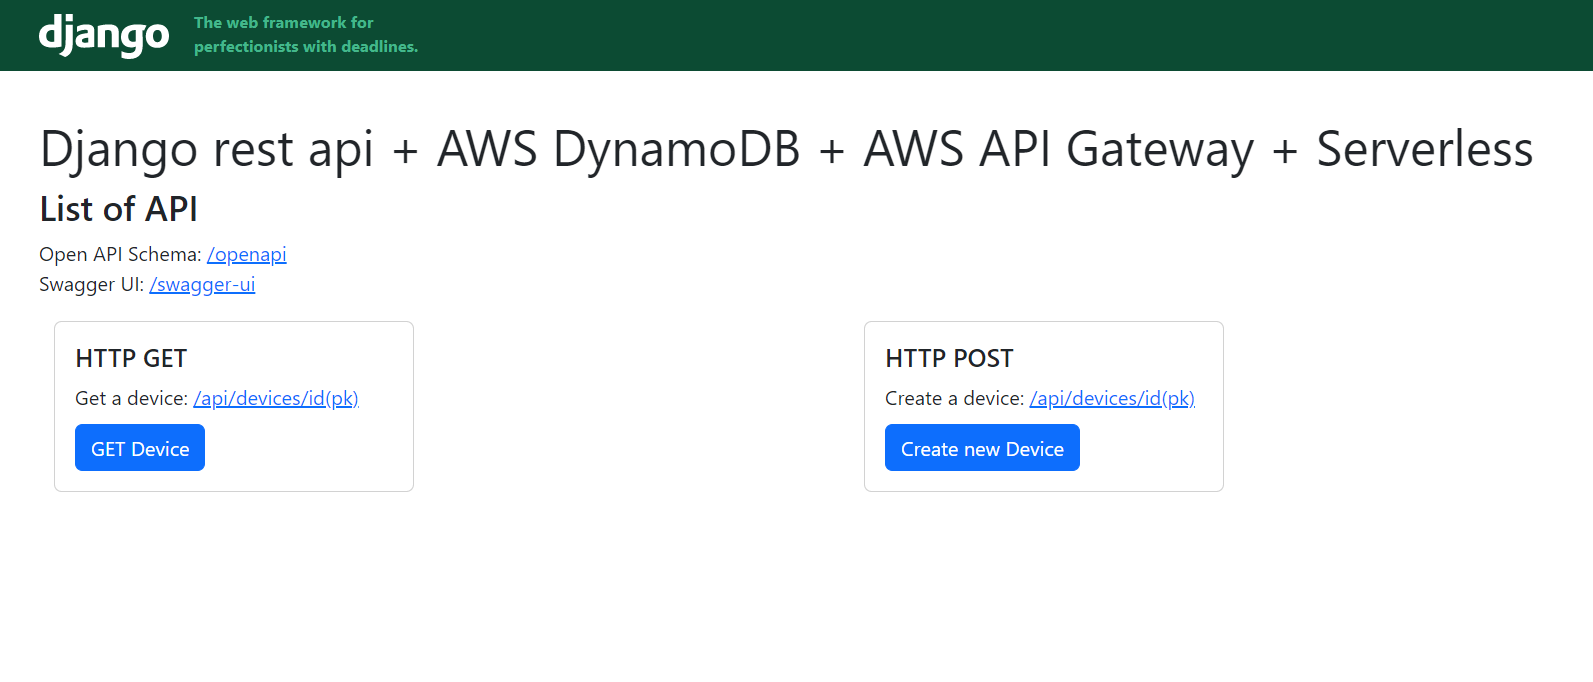 django
The web framework for
perfectionists with deadlines.
Django rest api + AWS DynamoDB + AWS API Gateway + Serverless
List of API
Open API Schema: /openapi
Swagger UI: /swagger-ui
HTTP GET
Get a device: /api/devices/id(pk)
GET Device
HTTP POST
Create a device: /api/devices/id(pk)
Create new Device